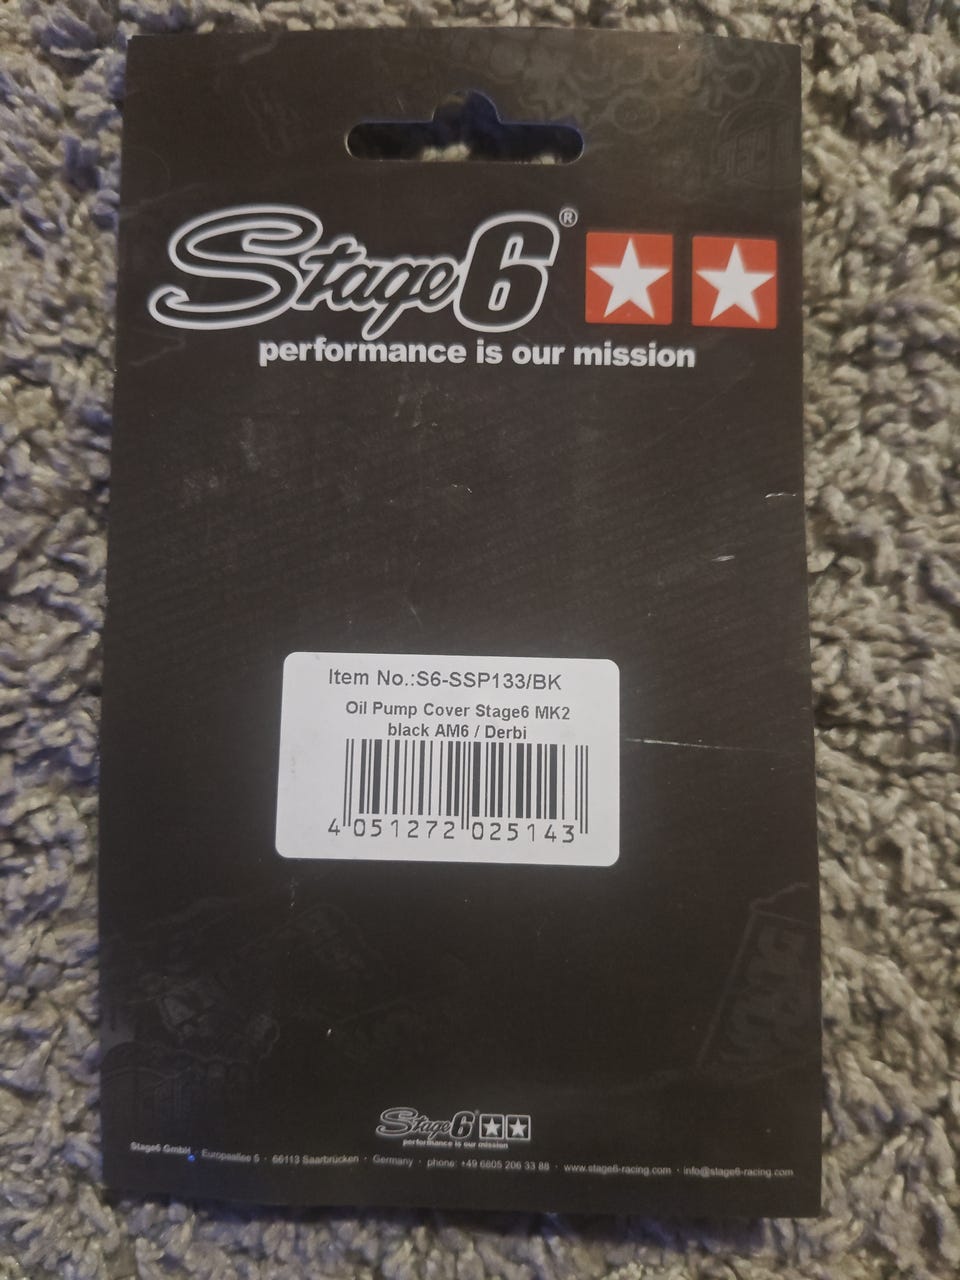 Stage6®
performance is our mission
Item No.:S6-SSP133/BK
Oil Pump Cover Stage6 MK2
black AM6 / Derbi
4 051272 025143
Stage6
performance is our mission
Stage6 GmbH · Europaallee 5 · 66113 Saarbrücken · Germany · phone: +49 6805 206 33 88 · www.stage6-racing.com · info@stage6-racing.com